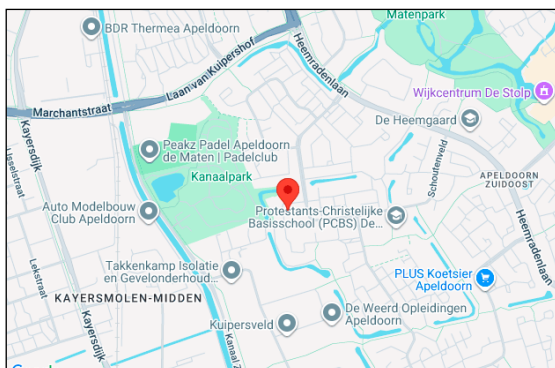 BDR Thermea Apeldoorn
Matenpark
Laan van Kuipershof
Heemradenlaan
Marchantstraat
Wijkcentrum De Stolp
Kayersdijk
De Heemgaard
IJsselstraat
Peakz Padel Apeldoorn
de Maten | Padelclub
Kanaalpark
Schoutenveld
APELDOORN
ZUIDOOST
Auto Modelbouw
Club Apeldoorn
Protestants-Christelijke
Basisschool (PCBS) De...
Heemradenlaan
Lekstraat
Takkenkamp Isolatie
en Gevelonderhoud...
PLUS Koetsier
Apeldoorn
KAYERSMOLEN-MIDDEN
De Weerd Opleidingen
Apeldoorn
Kuipersveld
Kayersdijk
Kanaal Z